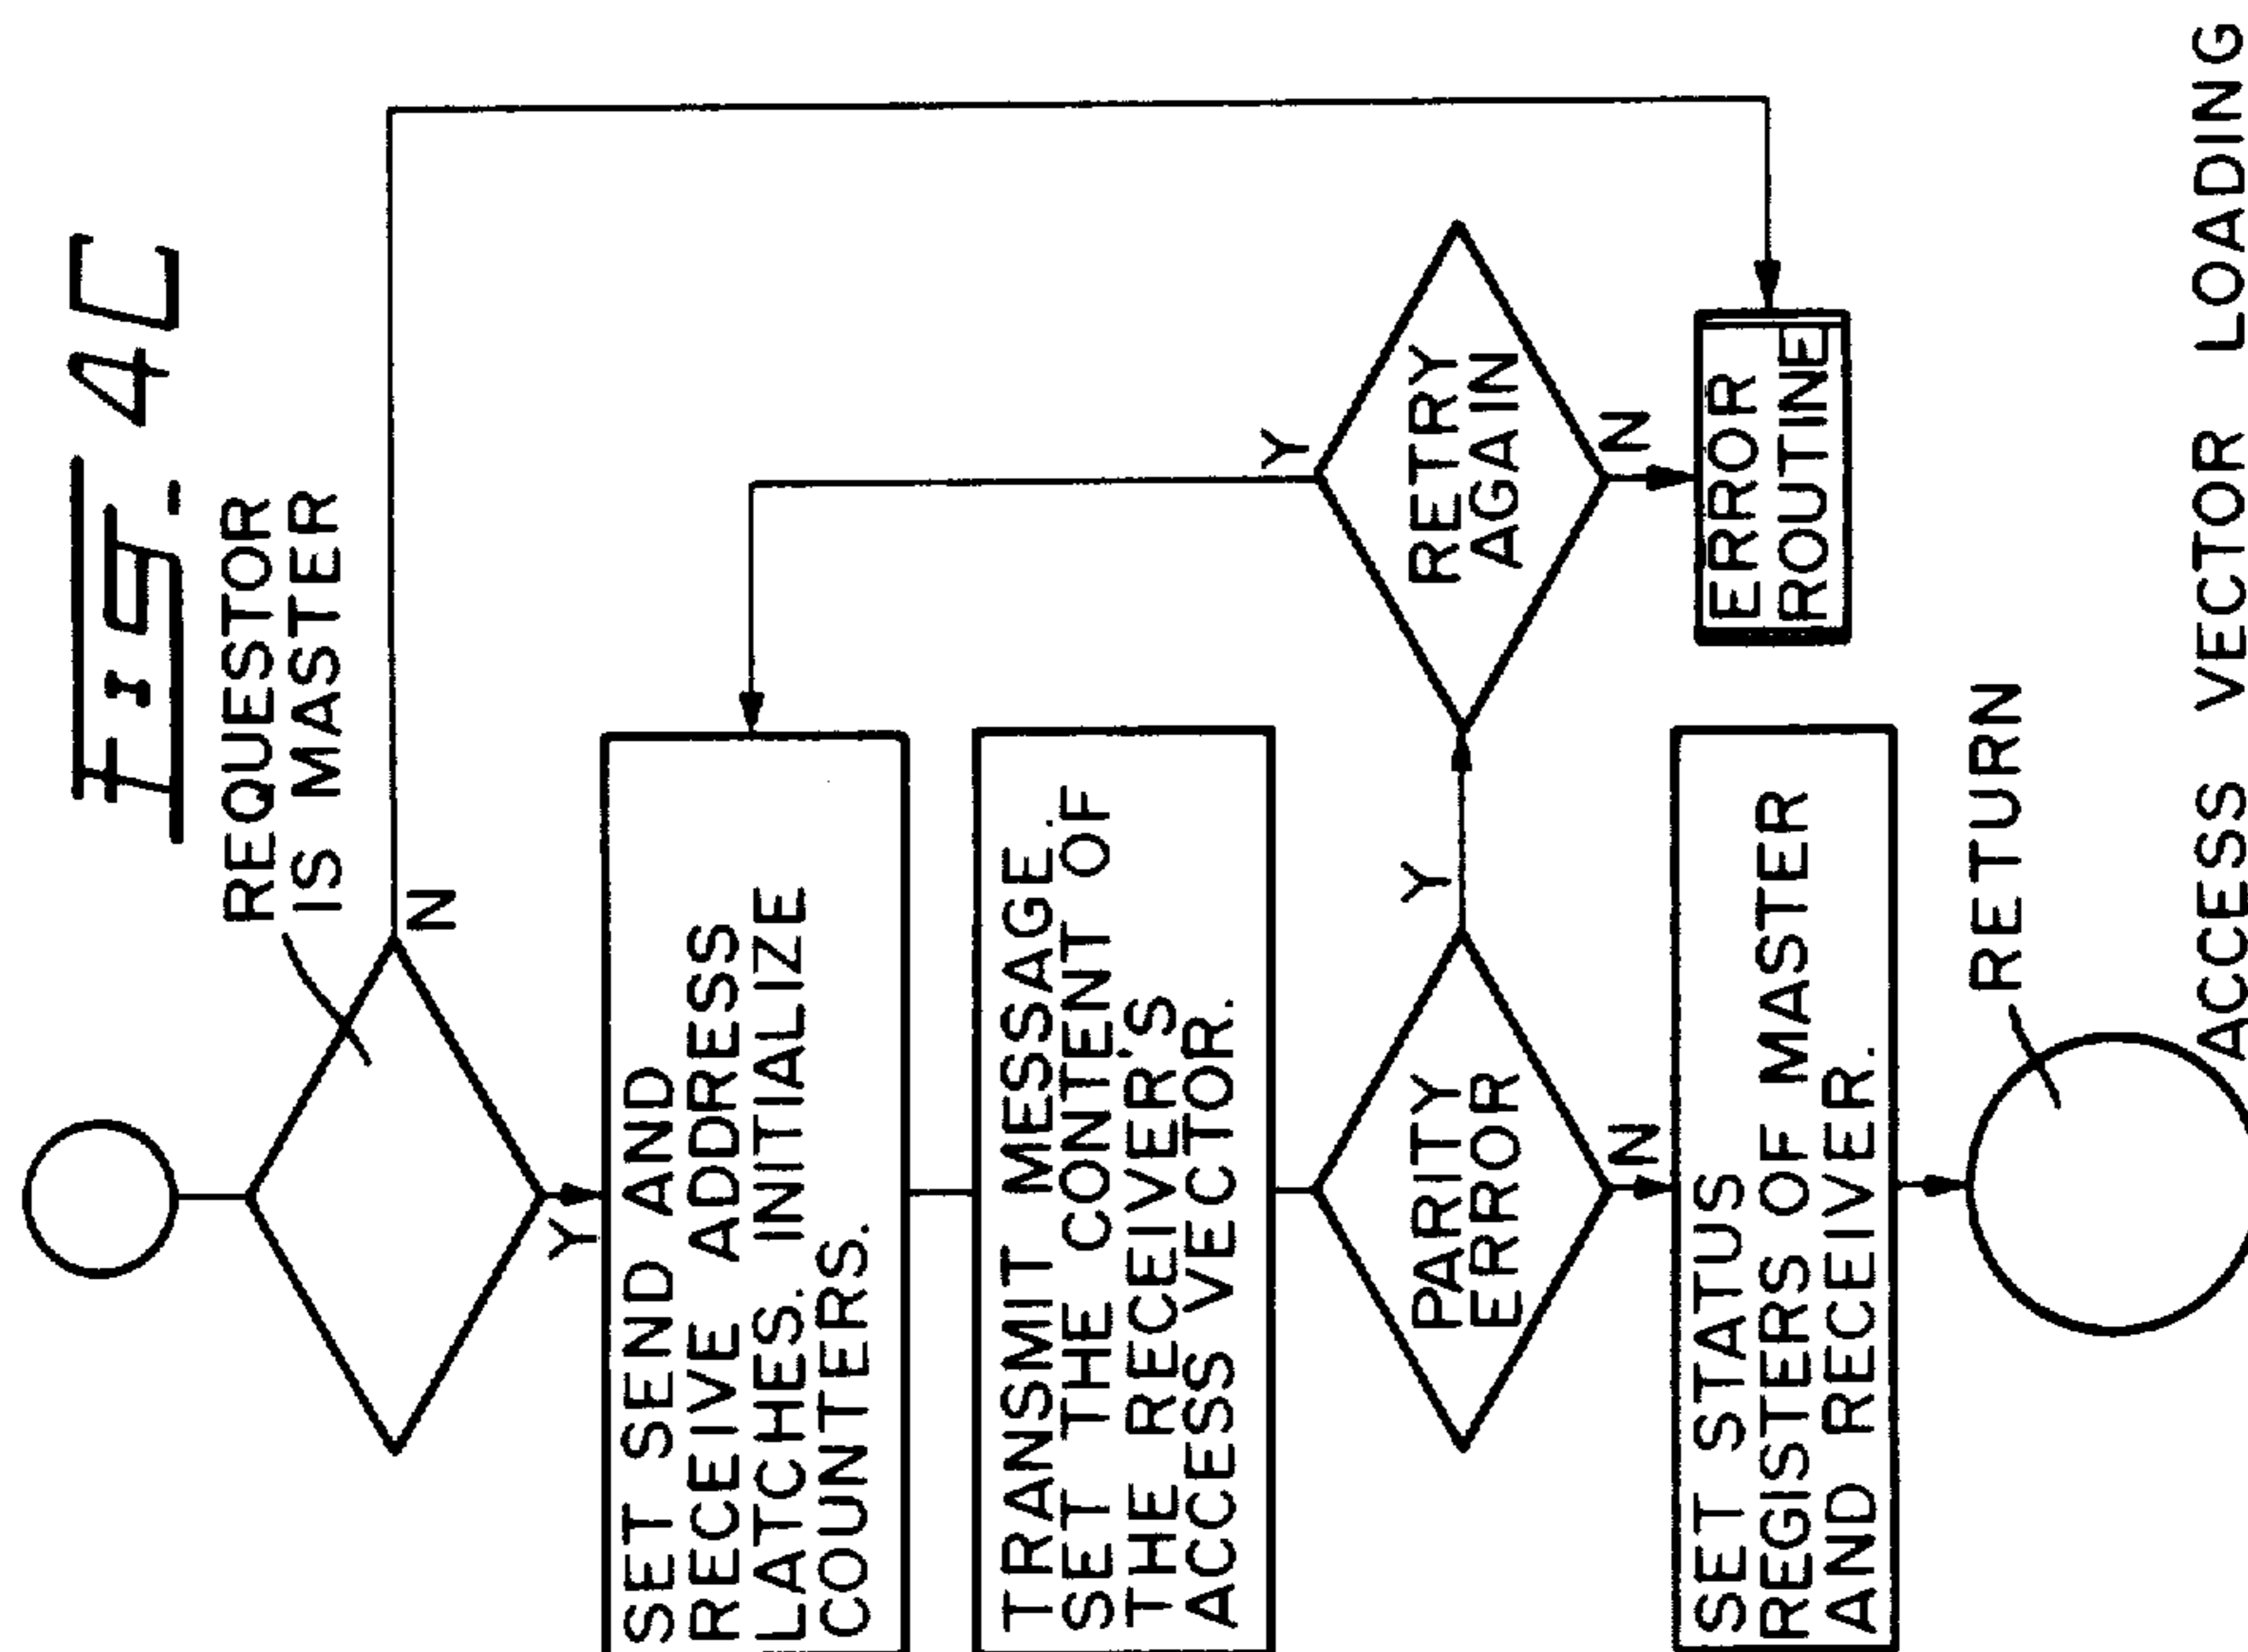 Fig. 4C
REQUESTOR
IS MASTER
N
Y
SET SEND AND
RECEIVE ADDRESS
LATCHES. INITIALIZE
COUNTERS.
TRANSMIT MESSAGE.
SET THE CONTENT OF
THE RECEIVER'S
ACCESS VECTOR.
PARITY
ERROR
Y
N
RETRY
AGAIN
Y
N
ERROR
ROUTINE
SET STATUS
REGISTERS OF MASTER
AND RECEIVER.
RETURN
ACCESS VECTOR LOADING